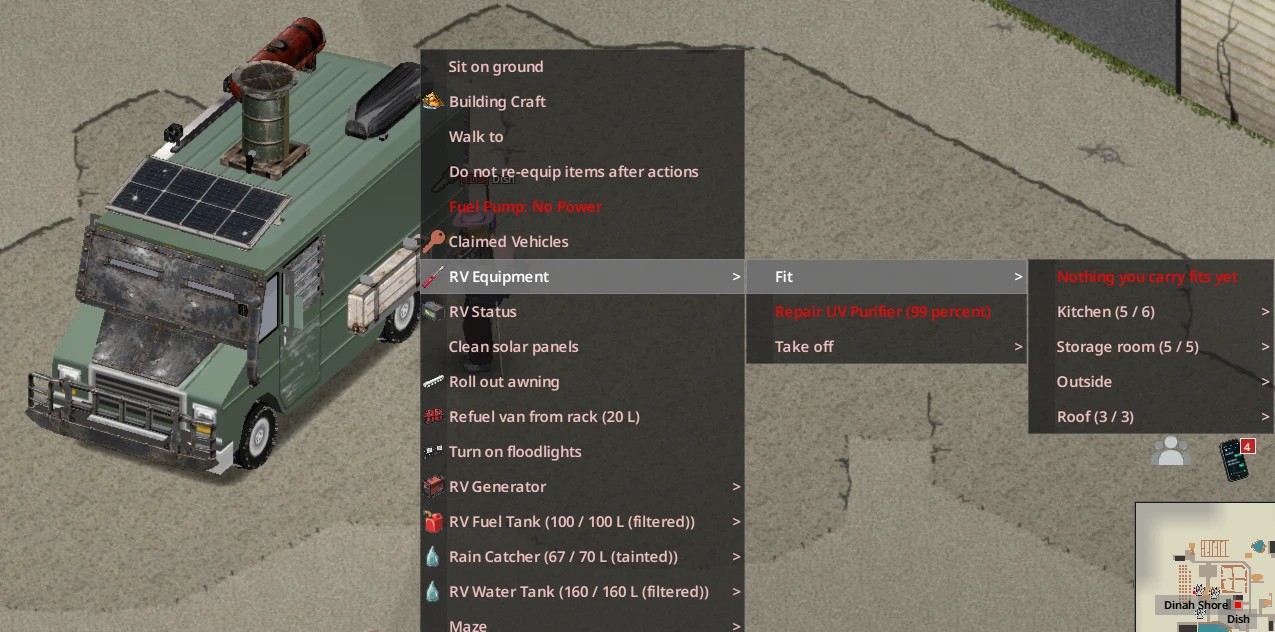 Sit on ground
Building Craft
Walk to
Do not re-equip items after actions
Dish
Fuel Pump: No Power
Claimed Vehicles
RV Equipment >
Fit >
Nothing you carry fits yet
RV Status
Repair UV Purifier (99 percent)
Kitchen (5 / 6) >
Clean solar panels
Take off >
Storage room (5 / 5) >
Roll out awning
Outside >
Refuel van from rack (20 L)
Roof (3 / 3) >
Turn on floodlights
4
RV Generator >
RV Fuel Tank (100 / 100 L (filtered)) >
Rain Catcher (67 / 70 L (tainted)) >
RV Water Tank (160 / 160 L (filtered)) >
Dinah Shore
Dish
Maze >